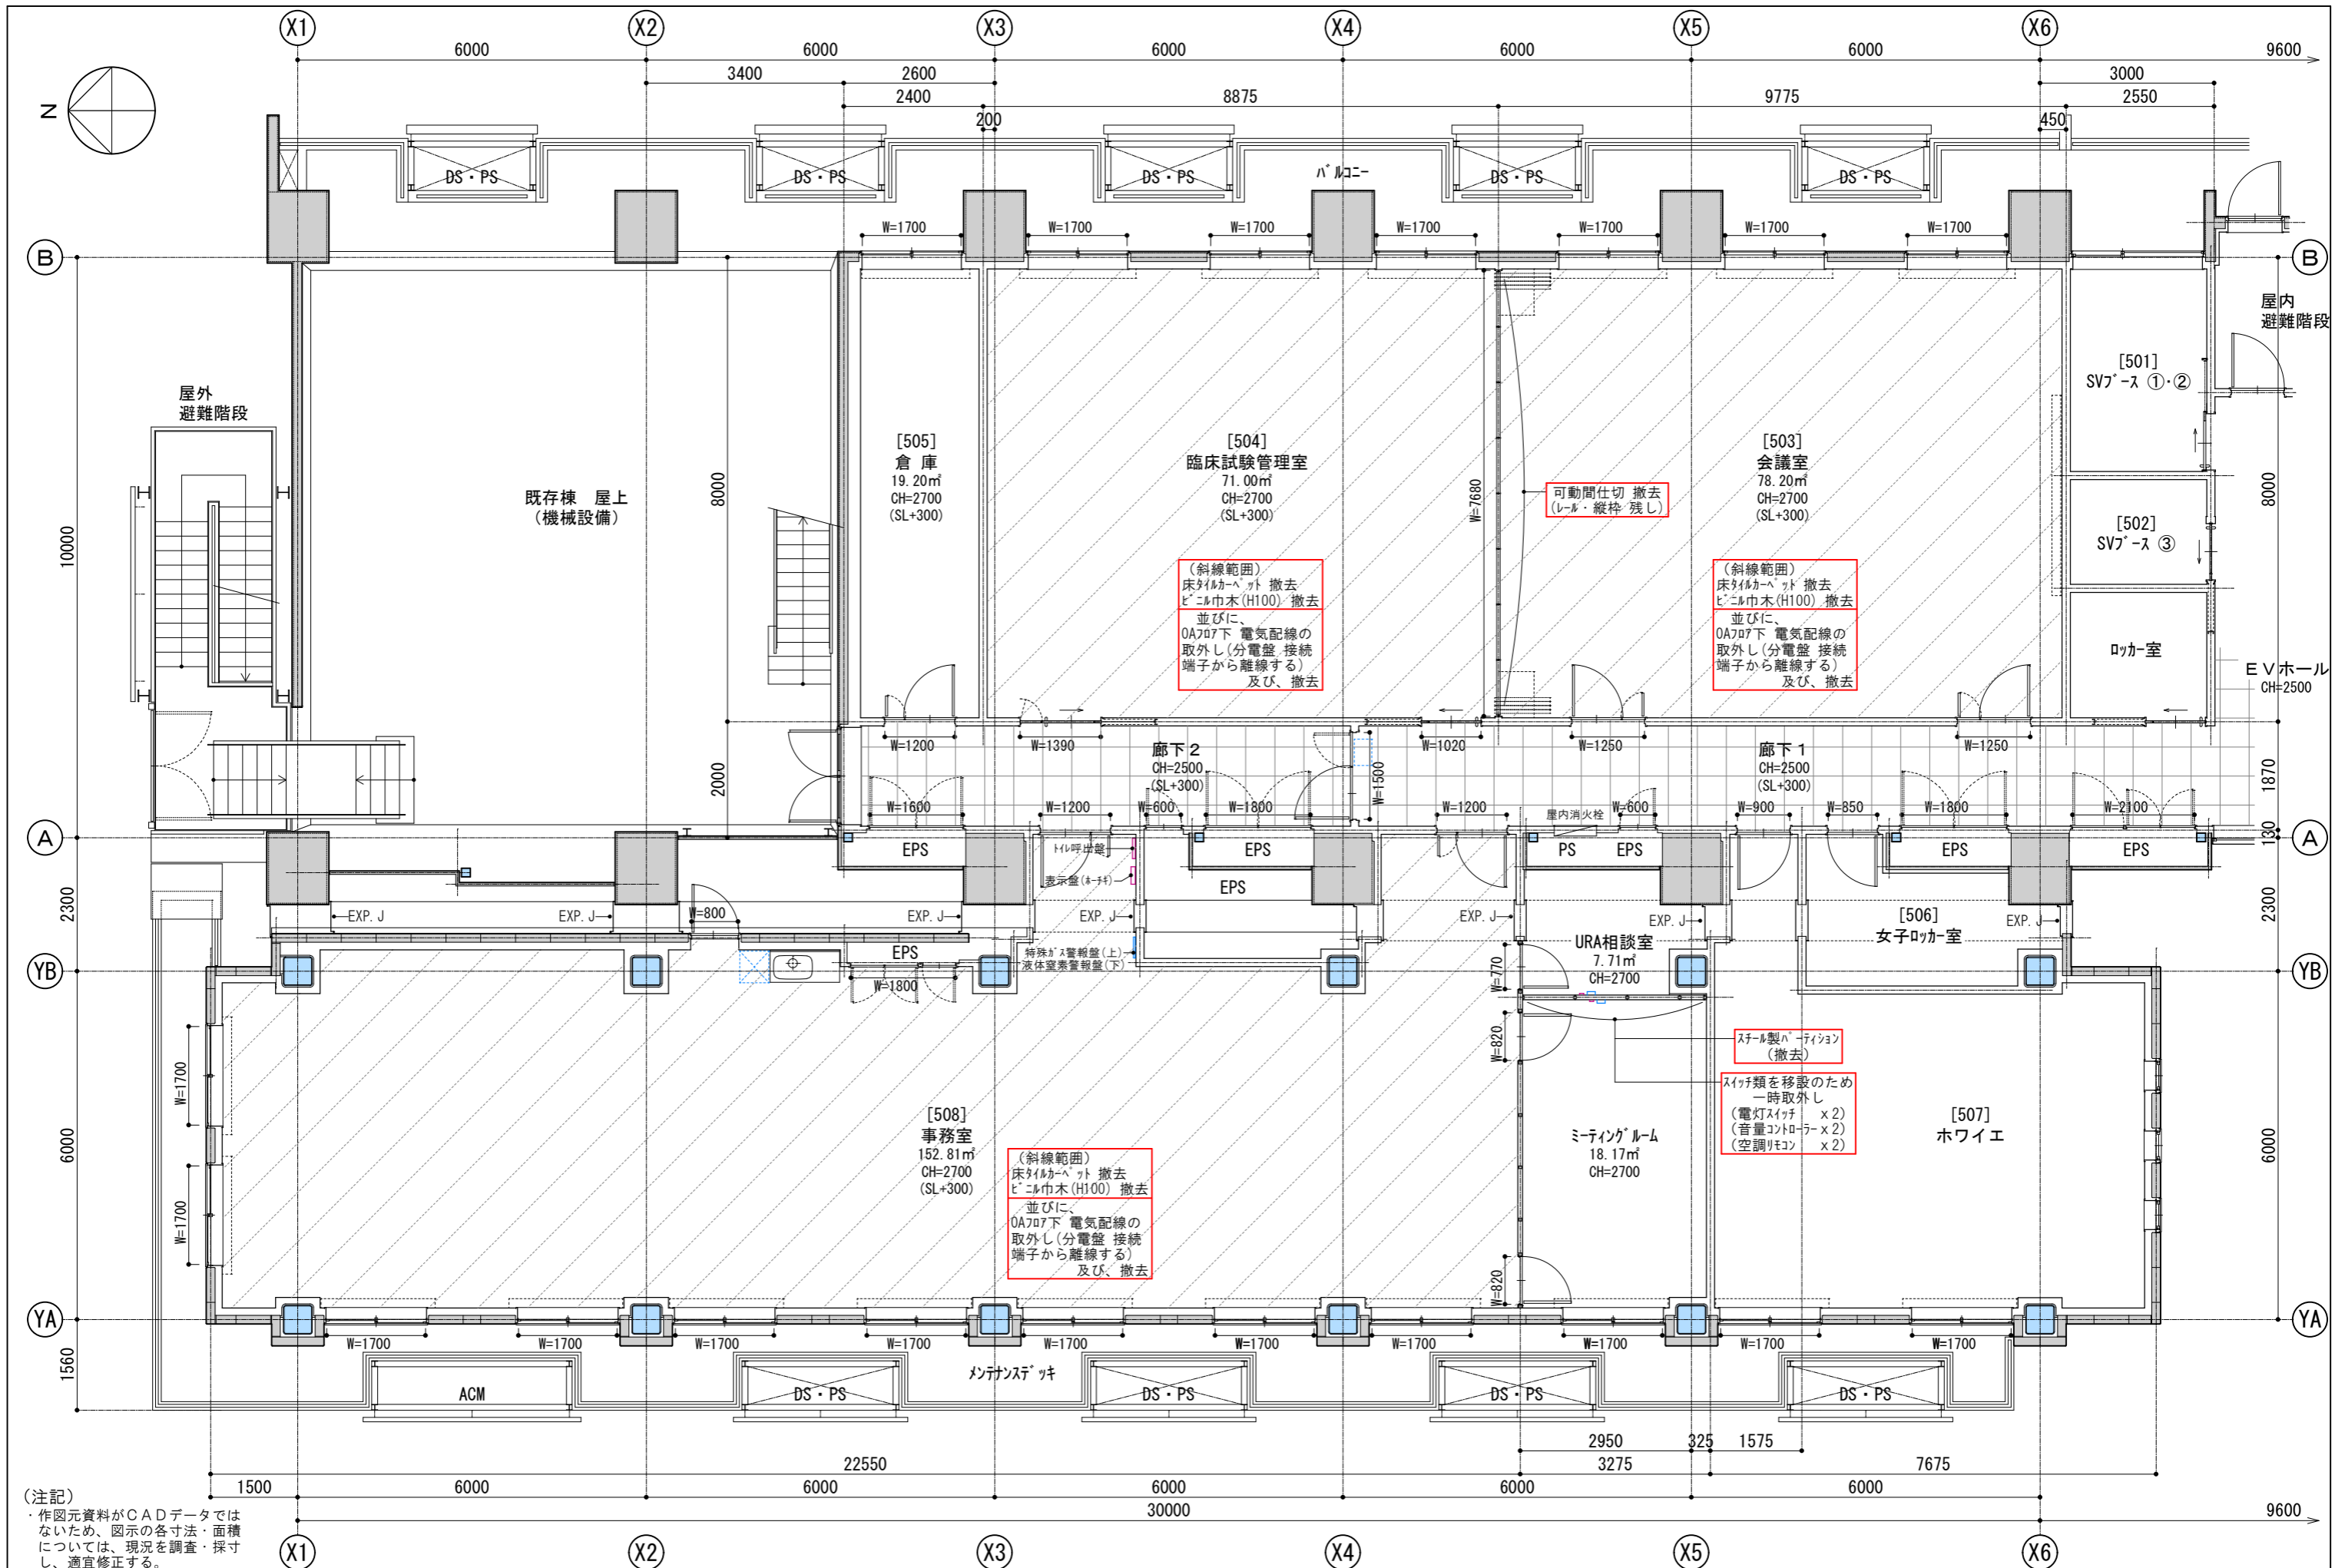 X1
X2
X3
X4
X5
X6
6000
6000
6000
6000
6000
9600
3400
2600
3000
2400
8875
9775
2550
200
450
N
DS・PS
DS・PS
DS・PS
DS・PS
DS・PS
バルコニー
W=1700
W=1700
W=1700
W=1700
W=1700
W=1700
W=1700
B
B
屋内
避難階段
屋外
避難階段
既存棟 屋上
(機械設備)
10000
8000
2000
[505]
倉 庫
19.20㎡
CH=2700
(SL+300)
[504]
臨床試験管理室
71.00㎡
CH=2700
(SL+300)
W=7680
可動間仕切 撤去
(レール・縦枠 残し)
[503]
会議室
78.20㎡
CH=2700
(SL+300)
[501]
SVブース ①・②
[502]
SVブース ③
ロッカー室
8000
EVホール
CH=2500
(斜線範囲)
床タイルカーペット 撤去
ビニル巾木(H100) 撤去
並びに、
OAフロア下 電気配線の
取外し(分電盤 接続
端子から離線する)
及び、撤去
(斜線範囲)
床タイルカーペット 撤去
ビニル巾木(H100) 撤去
並びに、
OAフロア下 電気配線の
取外し(分電盤 接続
端子から離線する)
及び、撤去
W=1200
W=1390
廊下2
CH=2500
(SL+300)
W=1020
W=1250
廊下1
CH=2500
(SL+300)
W=1250
W=1500
1870
W=1600
W=1200
W=600
W=1800
W=1200
屋内消火栓
W=600
W=900
W=850
W=1800
W=2100
130
A
A
EPS
トイレ呼出盤
EPS
PS
EPS
EPS
EPS
表示盤(ホーチキ)
EPS
2300
2300
EXP.J
EXP.J
W=800
EXP.J
EXP.J
EXP.J
EXP.J
EXP.J
[506]
女子ロッカー室
EPS
特殊ガス警報盤(上)
液体窒素警報盤(下)
URA相談室
7.71㎡
CH=2700
W=770
YB
YB
W=1800
W=820
スチール製パーティション
(撤去)
スイッチ類を移設のため
一時取外し
(電灯スイッチ x2)
(音量コントローラー x2)
(空調リモコン x2)
W=1700
W=1700
6000
6000
[508]
事務室
152.81㎡
CH=2700
(SL+300)
(斜線範囲)
床タイルカーペット 撤去
ビニル巾木(H100) 撤去
並びに、
OAフロア下 電気配線の
取外し(分電盤 接続
端子から離線する)
及び、撤去
ミーティングルーム
18.17㎡
CH=2700
[507]
ホワイエ
W=820
YA
YA
W=1700
W=1700
W=1700
W=1700
W=1700
W=1700
W=1700
W=1700
W=1700
W=1700
1560
ACM
メンテナンスデッキ
DS・PS
DS・PS
DS・PS
DS・PS
2950
325
1575
22550
3275
7675
1500
6000
6000
6000
6000
6000
30000
9600
(注記)
・作図元資料がCADデータでは
ないため、図示の各寸法・面積
については、現況を調査・採寸
し、適宜修正する。
X1
X2
X3
X4
X5
X6